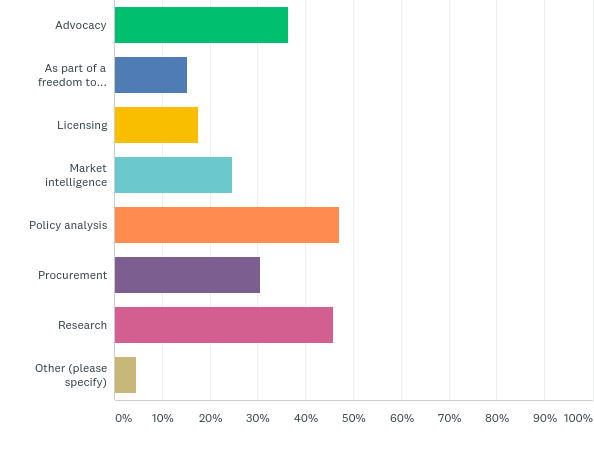 Advocacy
As part of a
freedom to...
Licensing
Market
intelligence
Policy analysis
Procurement
Research
Other (please
specify)
0% 10% 20% 30% 40% 50% 60% 70% 80% 90% 100%